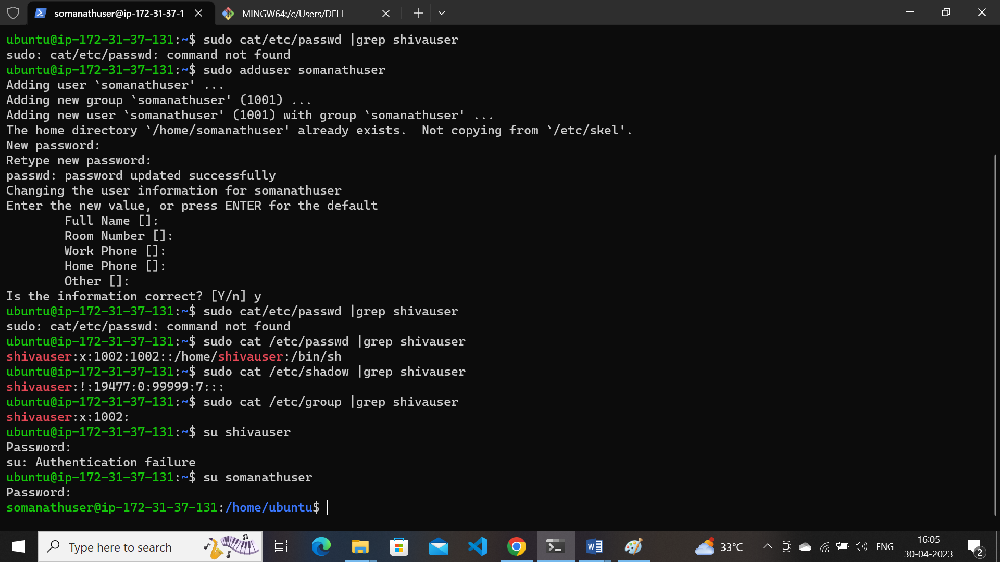 somanathuser@ip-172-31-37-1
MINGW64:/c/Users/DELL
ubuntu@ip-172-31-37-131:~$ sudo cat/etc/passwd |grep shivauser
sudo: cat/etc/passwd: command not found
ubuntu@ip-172-31-37-131:~$ sudo adduser somanathuser
Adding user `somanathuser' ...
Adding new group `somanathuser' (1001) ...
Adding new user `somanathuser' (1001) with group `somanathuser' ...
The home directory `/home/somanathuser' already exists.  Not copying from `/etc/skel'.
New password:
Retype new password:
passwd: password updated successfully
Changing the user information for somanathuser
Enter the new value, or press ENTER for the default
        Full Name []:
        Room Number []:
        Work Phone []:
        Home Phone []:
        Other []:
Is the information correct? [Y/n] y
ubuntu@ip-172-31-37-131:~$ sudo cat/etc/passwd |grep shivauser
sudo: cat/etc/passwd: command not found
ubuntu@ip-172-31-37-131:~$ sudo cat /etc/passwd |grep shivauser
shivauser:x:1002:1002::/home/shivauser:/bin/sh
ubuntu@ip-172-31-37-131:~$ sudo cat /etc/shadow |grep shivauser
shivauser:!:19477:0:99999:7:::
ubuntu@ip-172-31-37-131:~$ sudo cat /etc/group |grep shivauser
shivauser:x:1002:
ubuntu@ip-172-31-37-131:~$ su shivauser
Password:
su: Authentication failure
ubuntu@ip-172-31-37-131:~$ su somanathuser
Password:
somanathuser@ip-172-31-37-131:/home/ubuntu$
Type here to search
33°C
ENG
16:05
30-04-2023
2